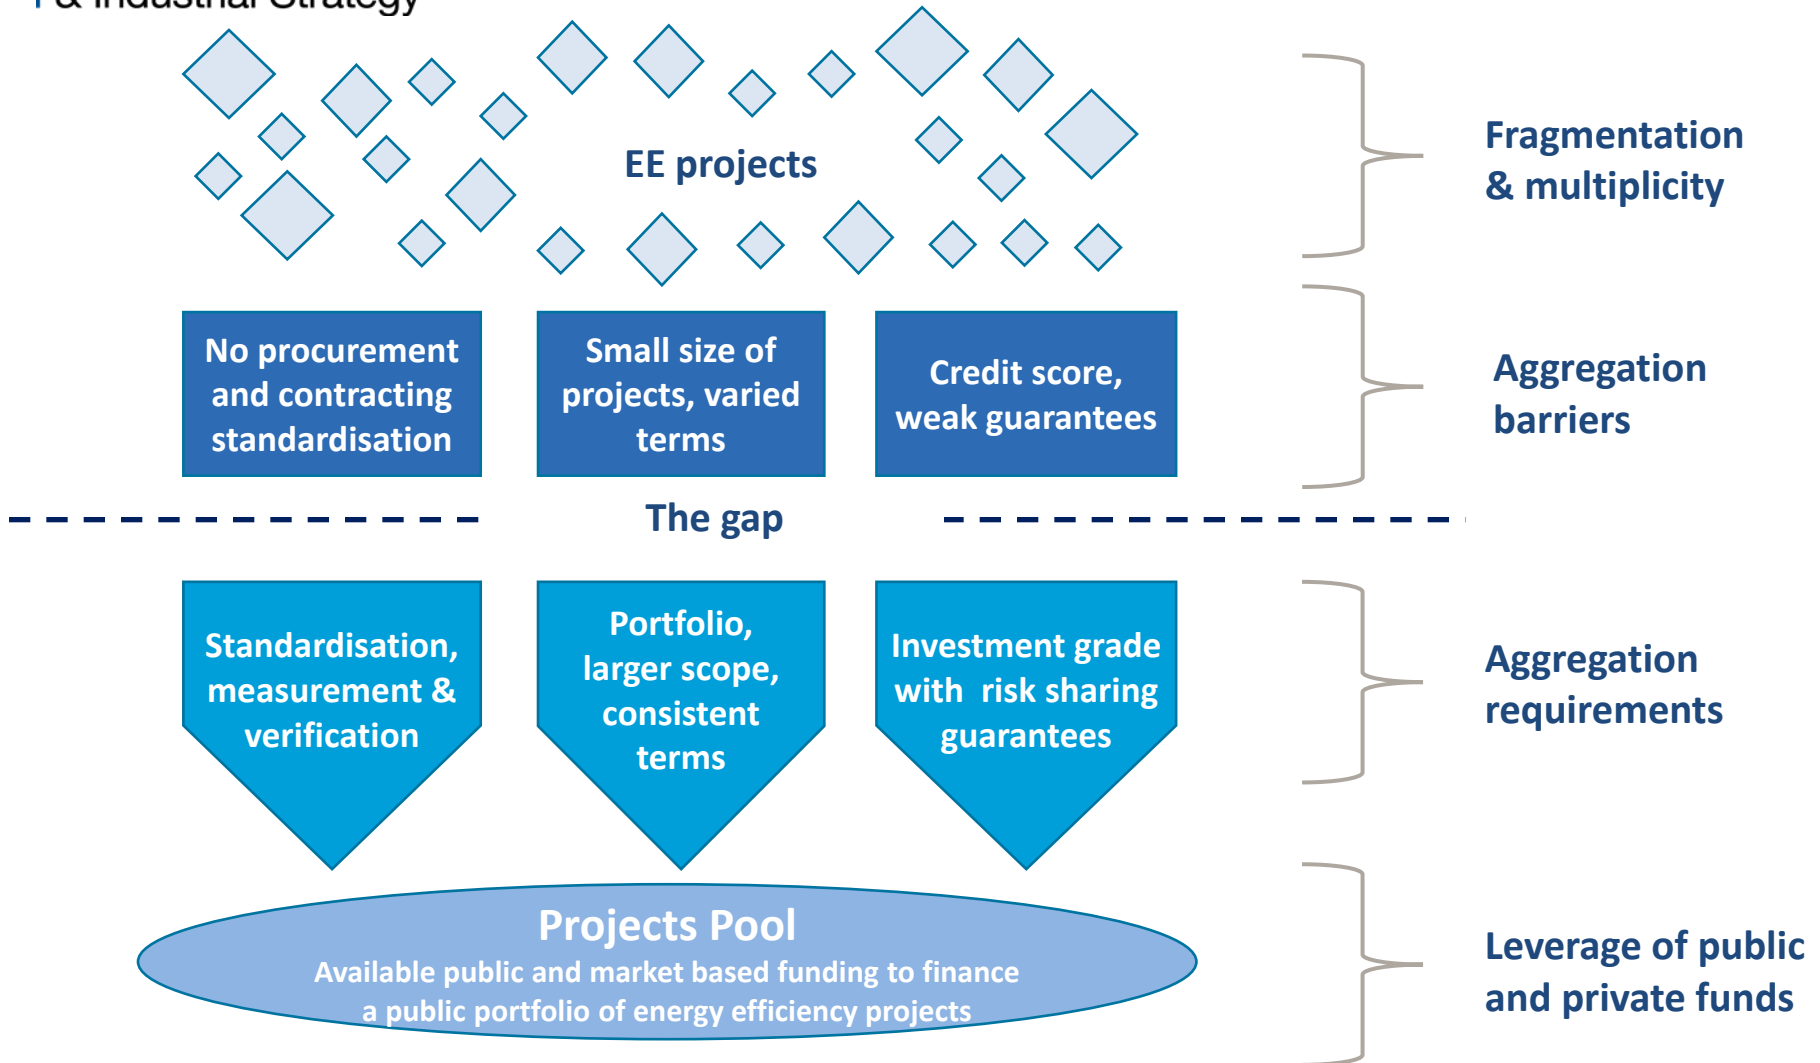 & Industrial Strategy
EE projects
Fragmentation
& multiplicity
No procurement
and contracting
standardisation
Small size of
projects, varied
terms
Credit score,
weak guarantees
Aggregation
barriers
The gap
Standardisation,
measurement &
verification
Portfolio,
larger scope,
consistent
terms
Investment grade
with risk sharing
guarantees
Aggregation
requirements
Projects Pool
Available public and market based funding to finance
a public portfolio of energy efficiency projects
Leverage of public
and private funds